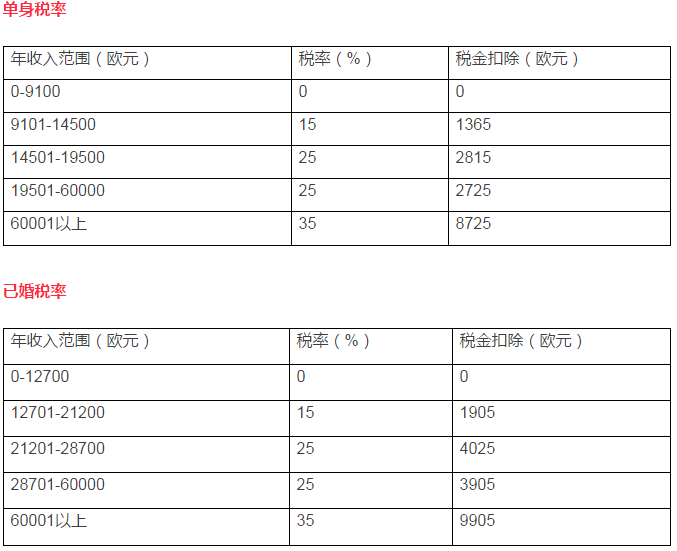 单身税率
年收入范围（欧元） 税率（%） 税金扣除（欧元）
0-9100 0 0
9101-14500 15 1365
14501-19500 25 2815
19501-60000 25 2725
60001以上 35 8725
已婚税率
年收入范围（欧元） 税率（%） 税金扣除（欧元）
0-12700 0 0
12701-21200 15 1905
21201-28700 25 4025
28701-60000 25 3905
60001以上 35 9905